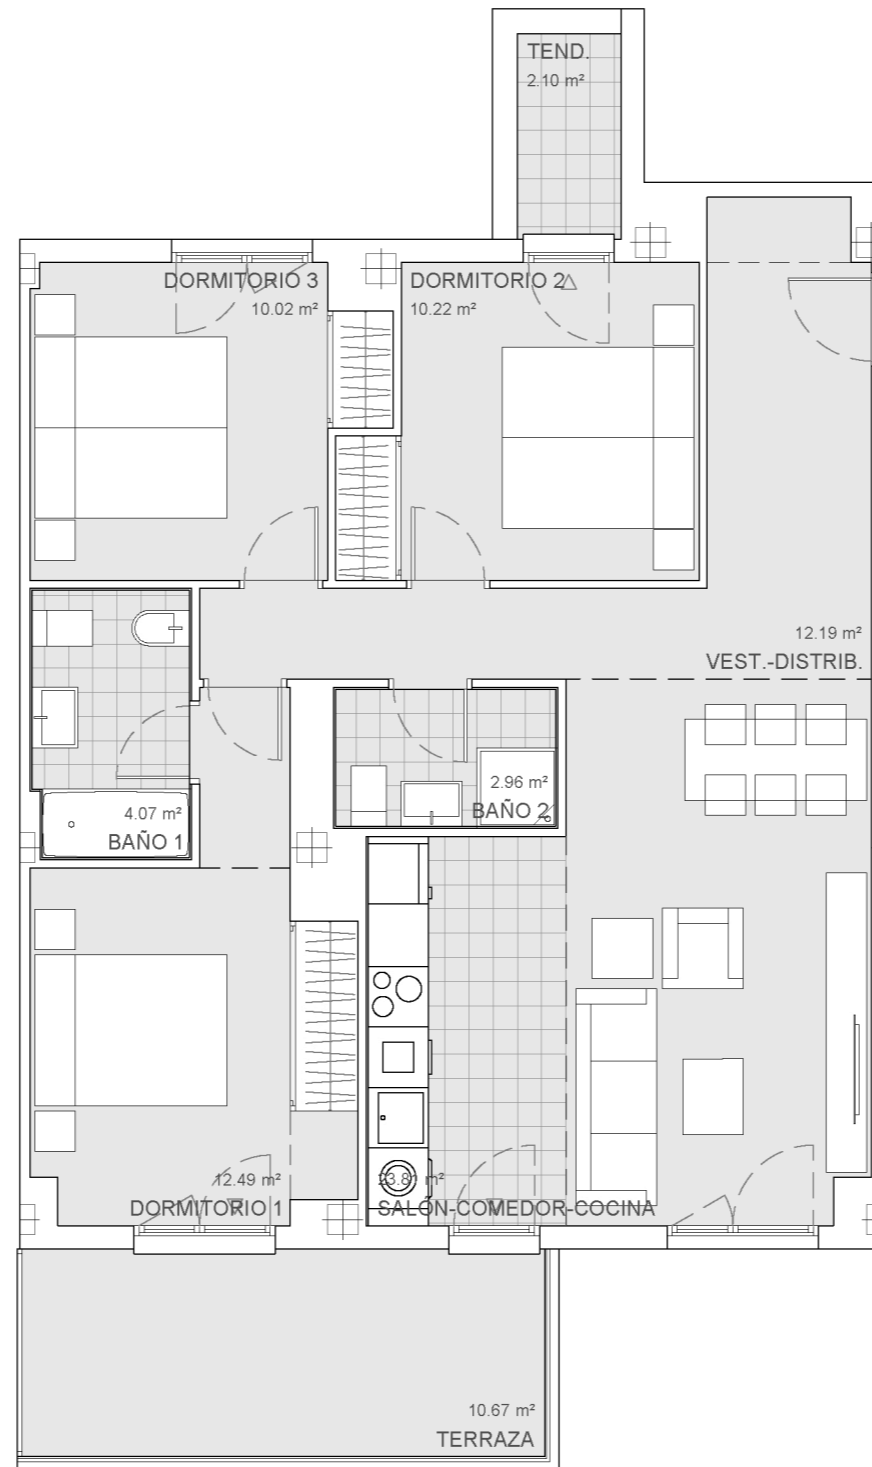 TEND.
2.10 m²
DORMITORIO 3
10.02 m²
DORMITORIO 2
10.22 m²
12.19 m²
VEST.-DISTRIB.
4.07 m²
BAÑO 1
2.96 m²
BAÑO 2
12.49 m²
DORMITORIO 1
m²
SALÓN-COMEDOR-COCINA
10.67 m²
TERRAZA